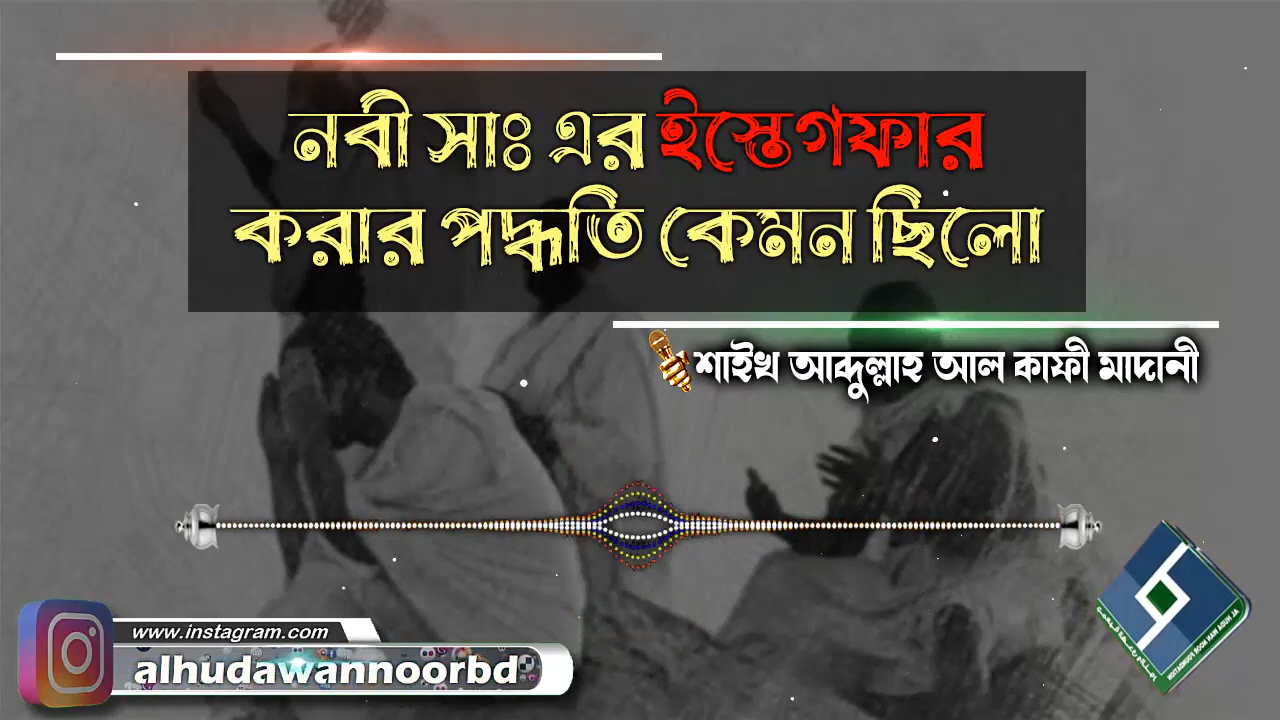 নবী সাঃ এর ইস্তেগফার
করার পদ্ধতি কেমন ছিলো
শাইখ আব্দুল্লাহ আল কাফী মাদানী
www.instagram.com
alhudawannoorbd